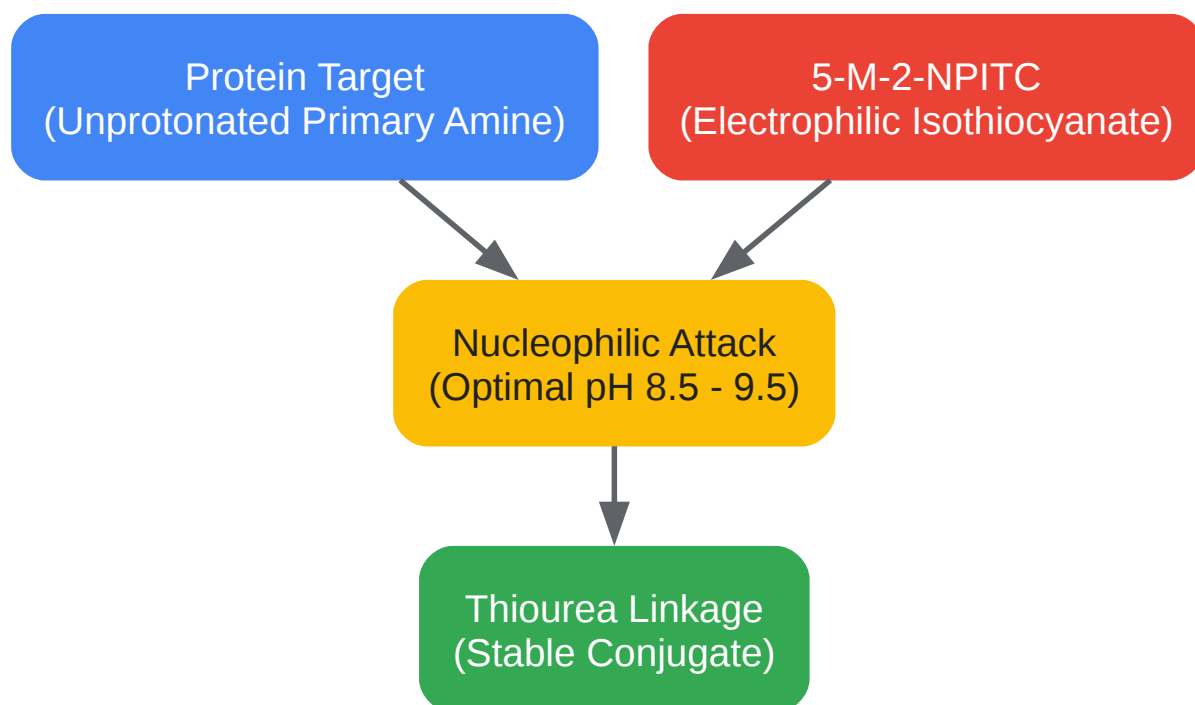 Protein Target
(Unprotonated Primary Amine)
5-M-2-NPITC
(Electrophilic Isothiocyanate)
Nucleophilic Attack
(Optimal pH 8.5 - 9.5)
Thiourea Linkage
(Stable Conjugate)